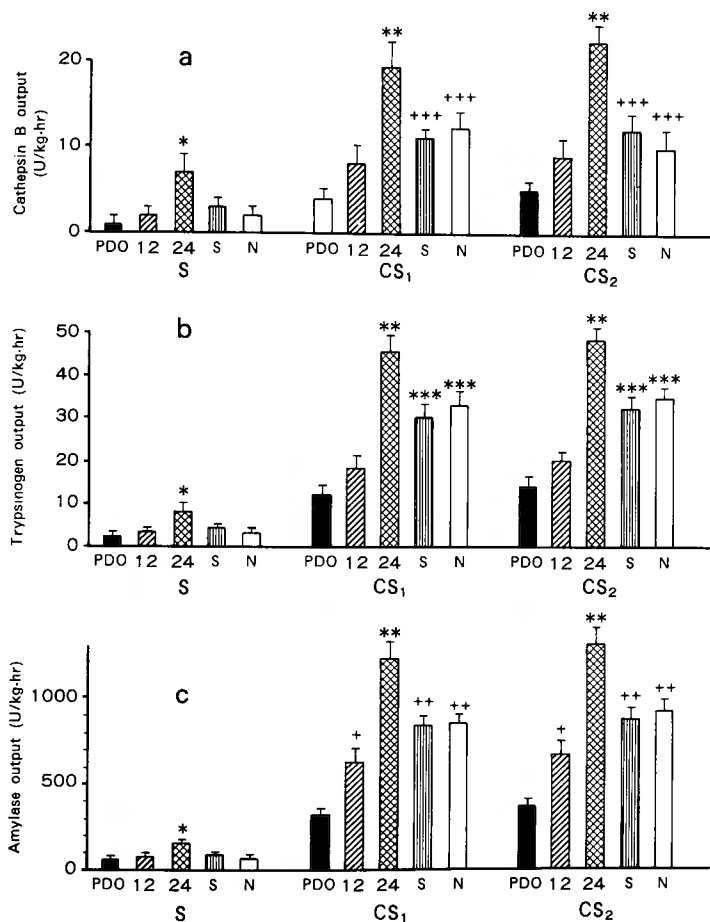 a
Cathepsin B output
(U/kg·hr)
20
10
0
*
**
+++
+++
**
+++
+++
PDO 12 24 S N
PDO 12 24 S N
PDO 12 24 S N
S
CS₁
CS₂
b
Trypsinogen output (U/kg·hr)
50
40
30
20
10
0
*
**
***
***
**
***
***
PDO 12 24 S N
PDO 12 24 S N
PDO 12 24 S N
S
CS₁
CS₂
c
Amylase output (U/kg·hr)
1000
500
0
*
+
**
++
++
+
**
++
++
PDO 12 24 S N
PDO 12 24 S N
PDO 12 24 S N
S
CS₁
CS₂